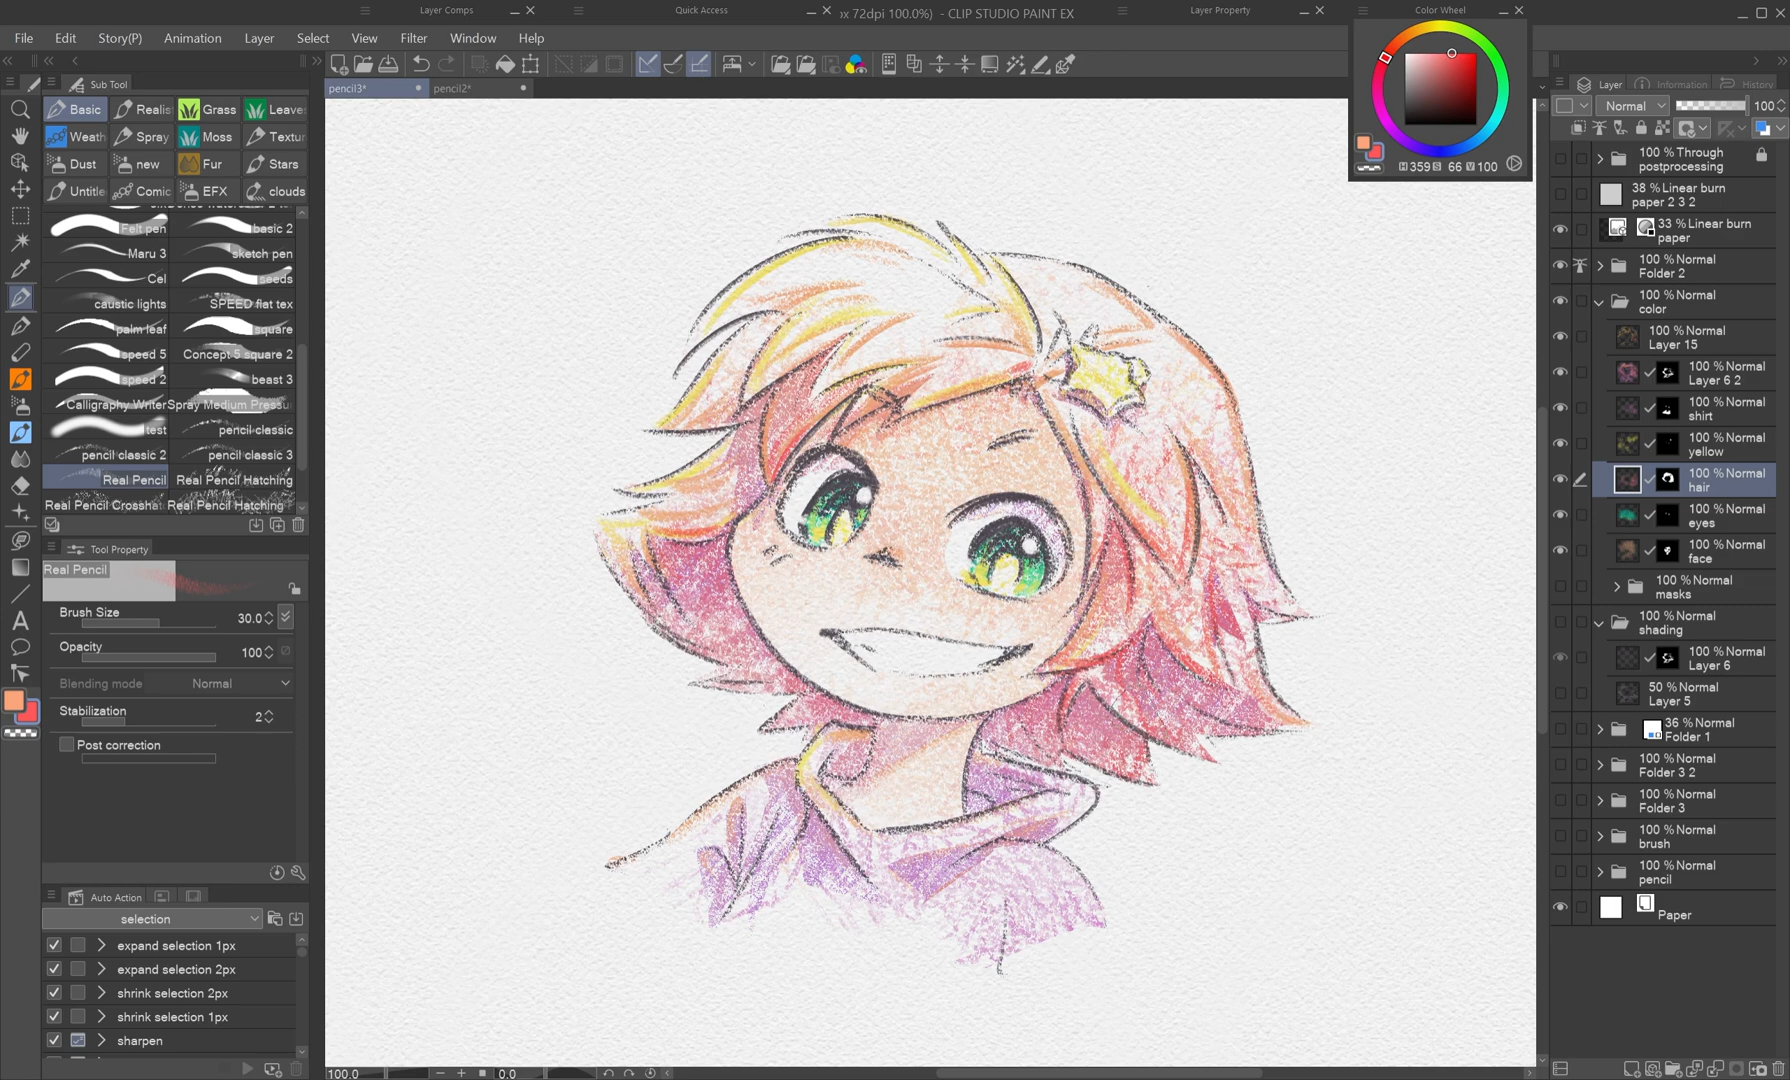 Layer Comps
Quick Access
x 72dpi 100.0%) - CLIP STUDIO PAINT EX
Layer Property
Color Wheel
File Edit Story(P) Animation Layer Select View Filter Window Help
Sub Tool
pencil3*
pencil2*
Basic
Realis
Grass
Leave
Weath
Spray
Moss
Textur
Dust
new
Fur
Stars
Untitle
Comic
EFX
clouds
Felt pen
basic 2
Maru 3
sketch pen
Cel
seeds
caustic lights
SPEED flat tex
palm leaf
square
speed 5
Concept 5 square 2
speed 2
beast 3
Calligraphy Writer
Spray Medium Pressu
test
pencil classic
pencil classic 2
pencil classic 3
Real Pencil
Real Pencil Hatching
Real Pencil Crossha
Real Pencil Hatching
Tool Property
Real Pencil
Brush Size 30.0
Opacity 100
Blending mode Normal
Stabilization 2
Post correction
Auto Action
selection
expand selection 1px
expand selection 2px
shrink selection 2px
shrink selection 1px
sharpen
100.0
0.0
H 359 S 66 V 100
Layer
Information
History
Normal 100
100 % Through
postprocessing
38 % Linear burn
paper 2 3 2
33 % Linear burn
paper
100 % Normal
Folder 2
100 % Normal
color
100 % Normal
Layer 15
100 % Normal
Layer 6 2
100 % Normal
shirt
100 % Normal
yellow
100 % Normal
hair
100 % Normal
eyes
100 % Normal
face
100 % Normal
masks
100 % Normal
shading
100 % Normal
Layer 6
50 % Normal
Layer 5
36 % Normal
Folder 1
100 % Normal
Folder 3 2
100 % Normal
Folder 3
100 % Normal
brush
100 % Normal
pencil
Paper